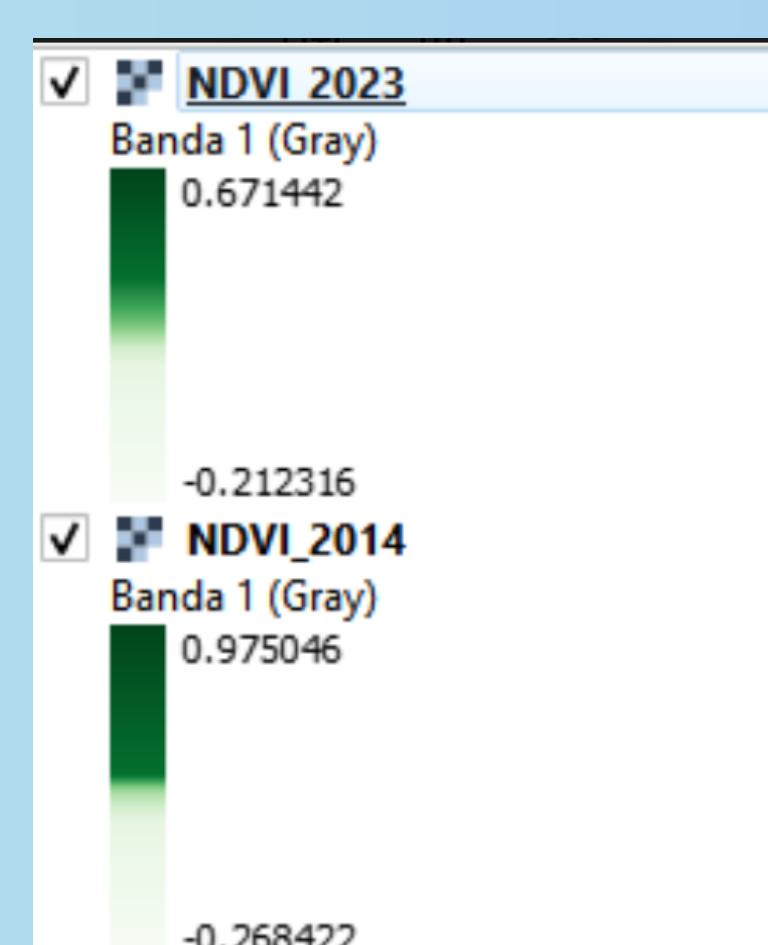 NDVI_2023
Banda 1 (Gray)
0.671442
-0.212316
NDVI_2014
Banda 1 (Gray)
0.975046
-0.268422